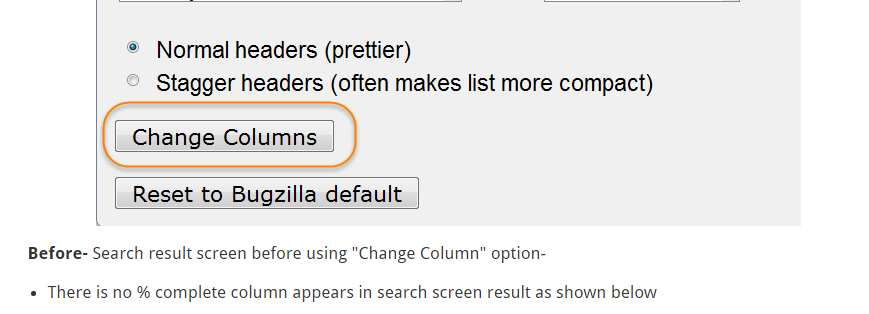 Normal headers (prettier)
Stagger headers (often makes list more compact)
Change Columns
Reset to Bugzilla default
Before- Search result screen before using "Change Column" option-
• There is no % complete column appears in search screen result as shown below